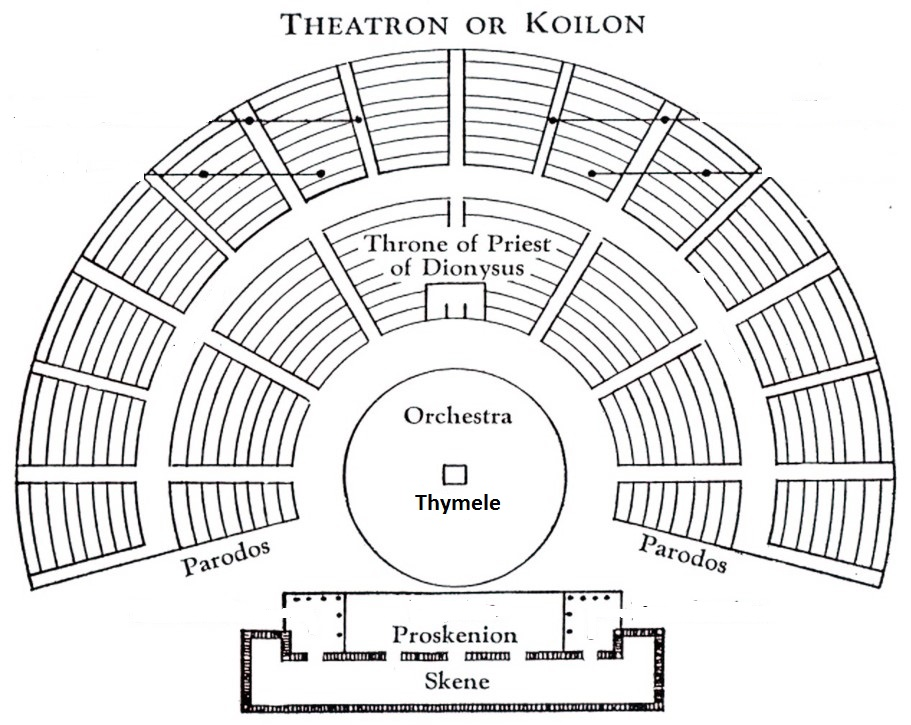 THEATRON OR KOILON
Throne of Priest
of Dionysus
Orchestra
Thymele
Parodos
Parodos
Proskenion
Skene